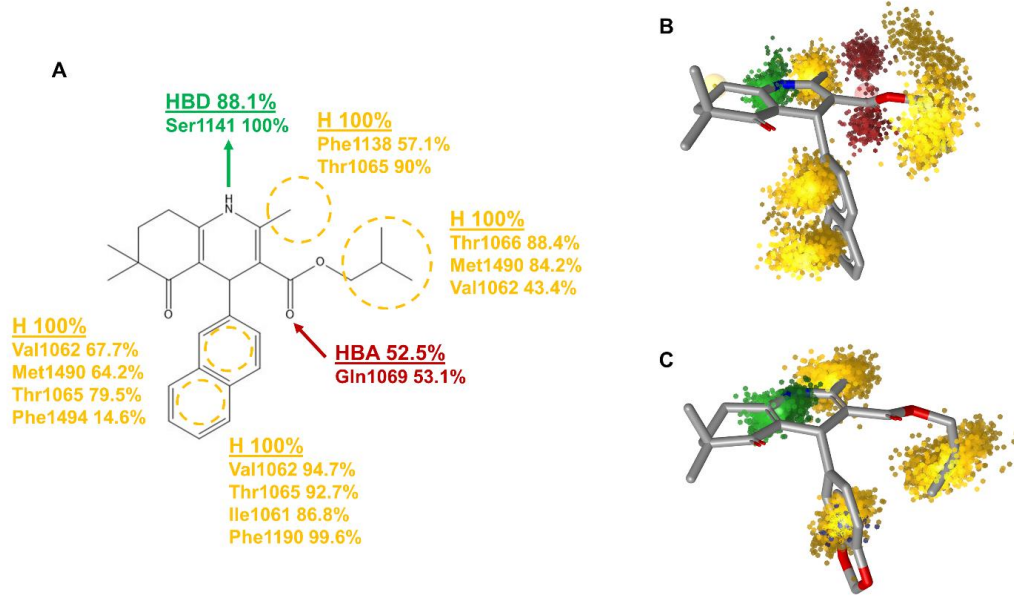 A
B
HBD 88.1%
Ser1141 100%
H 100%
Phe1138 57.1%
Thr1065 90%
H
N
H 100%
Thr1066 88.4%
Met1490 84.2%
Val1062 43.4%
O
O
O
H 100%
Val1062 67.7%
Met1490 64.2%
Thr1065 79.5%
Phe1494 14.6%
HBA 52.5%
Gln1069 53.1%
C
H 100%
Val1062 94.7%
Thr1065 92.7%
Ile1061 86.8%
Phe1190 99.6%